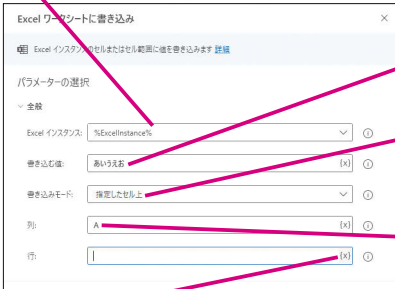 Excel ワークシートに書き込み
Excel インスタンスのセルまたはセル範囲に値を書き込みます 詳細
パラメーターの選択
全般
Excel インスタンス: %ExcelInstance%
書き込む値: あいうえお {x}
書き込みモード: 指定したセル上
列: A {x}
行: {x}